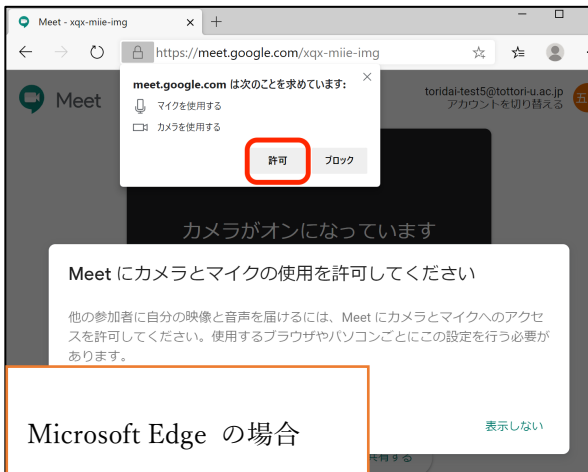 Meet - xqx-miie-img
https://meet.google.com/xqx-miie-img
meet.google.com は次のことを求めています:
マイクを使用する
カメラを使用する
許可 ブロック
Meet
toridai-test5@tottori-u.ac.jp
アカウントを切り替える
五
カメラがオンになっています
Meet にカメラとマイクの使用を許可してください
他の参加者に自分の映像と音声を届けるには、Meet にカメラとマイクへのアクセ
スを許可してください。使用するブラウザやパソコンごとにこの設定を行う必要が
あります。
表示しない
Microsoft Edge の場合
共有する